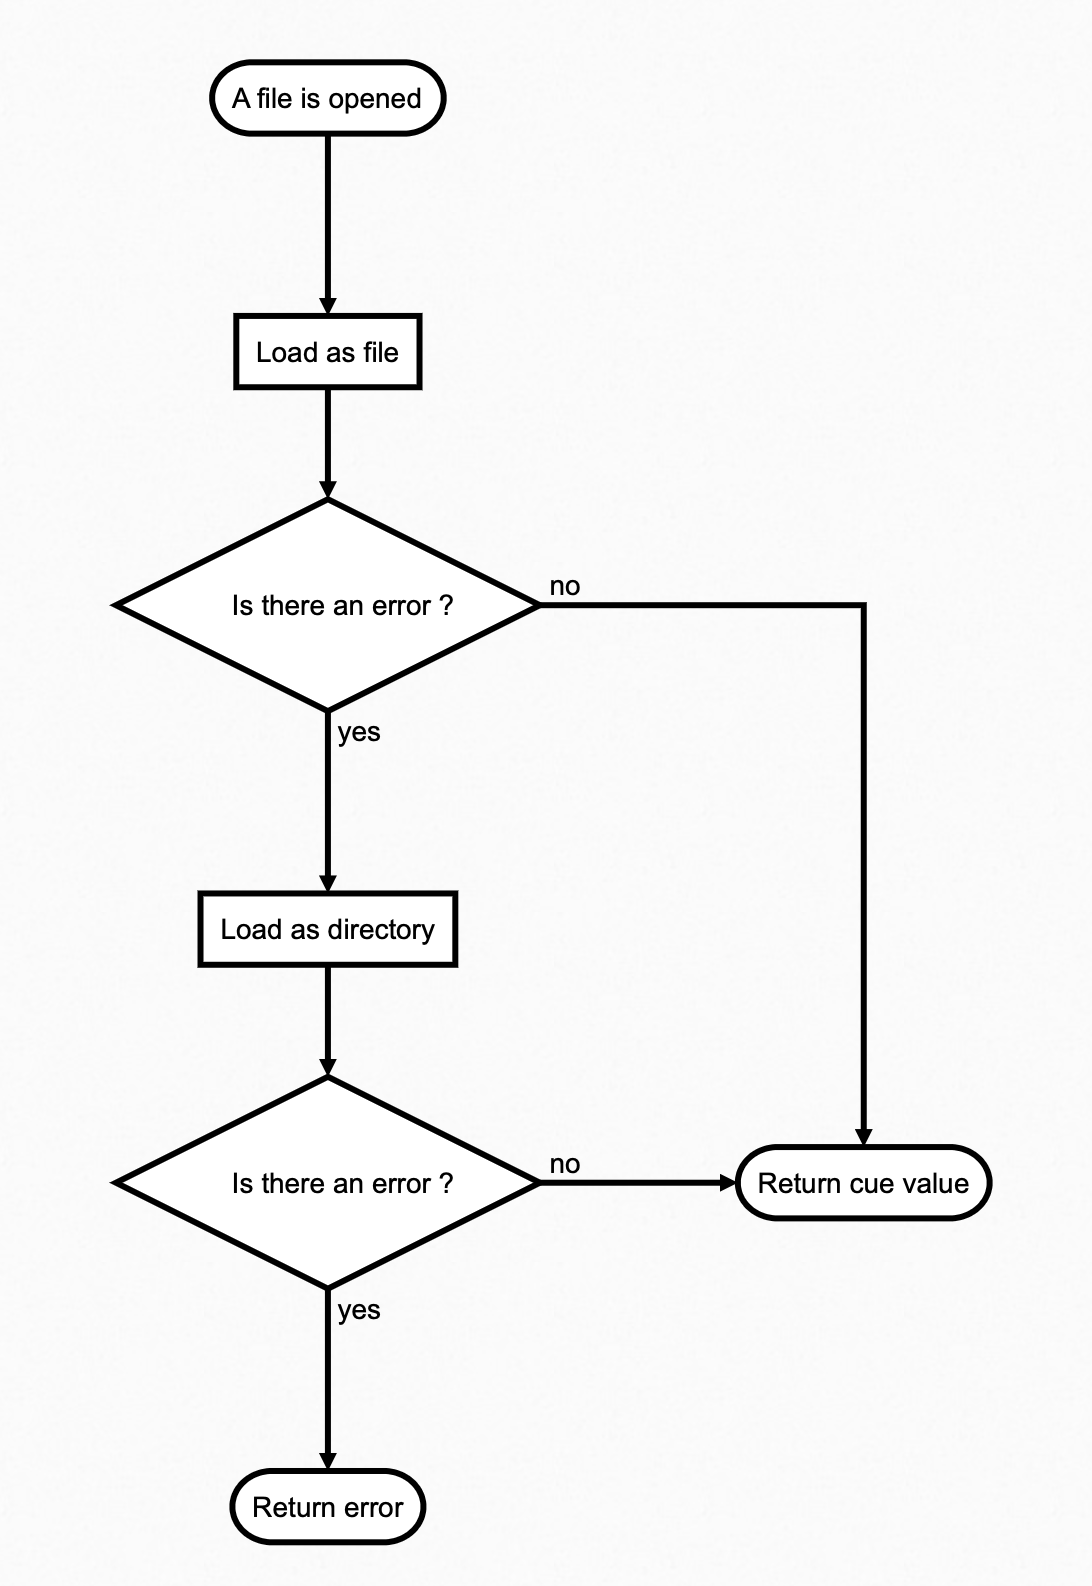 A file is opened
Load as file
Is there an error ?
no
yes
Load as directory
Is there an error ?
no
Return cue value
yes
Return error